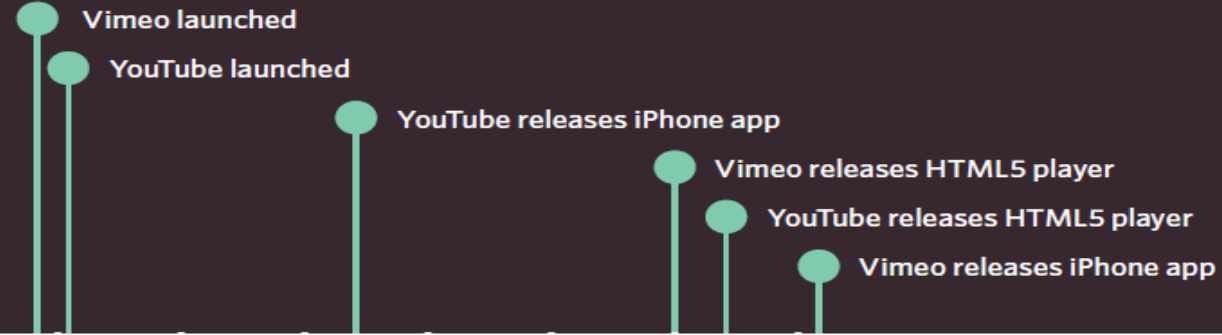 Vimeo launched
YouTube launched
YouTube releases iPhone app
Vimeo releases HTML5 player
YouTube releases HTML5 player
Vimeo releases iPhone app